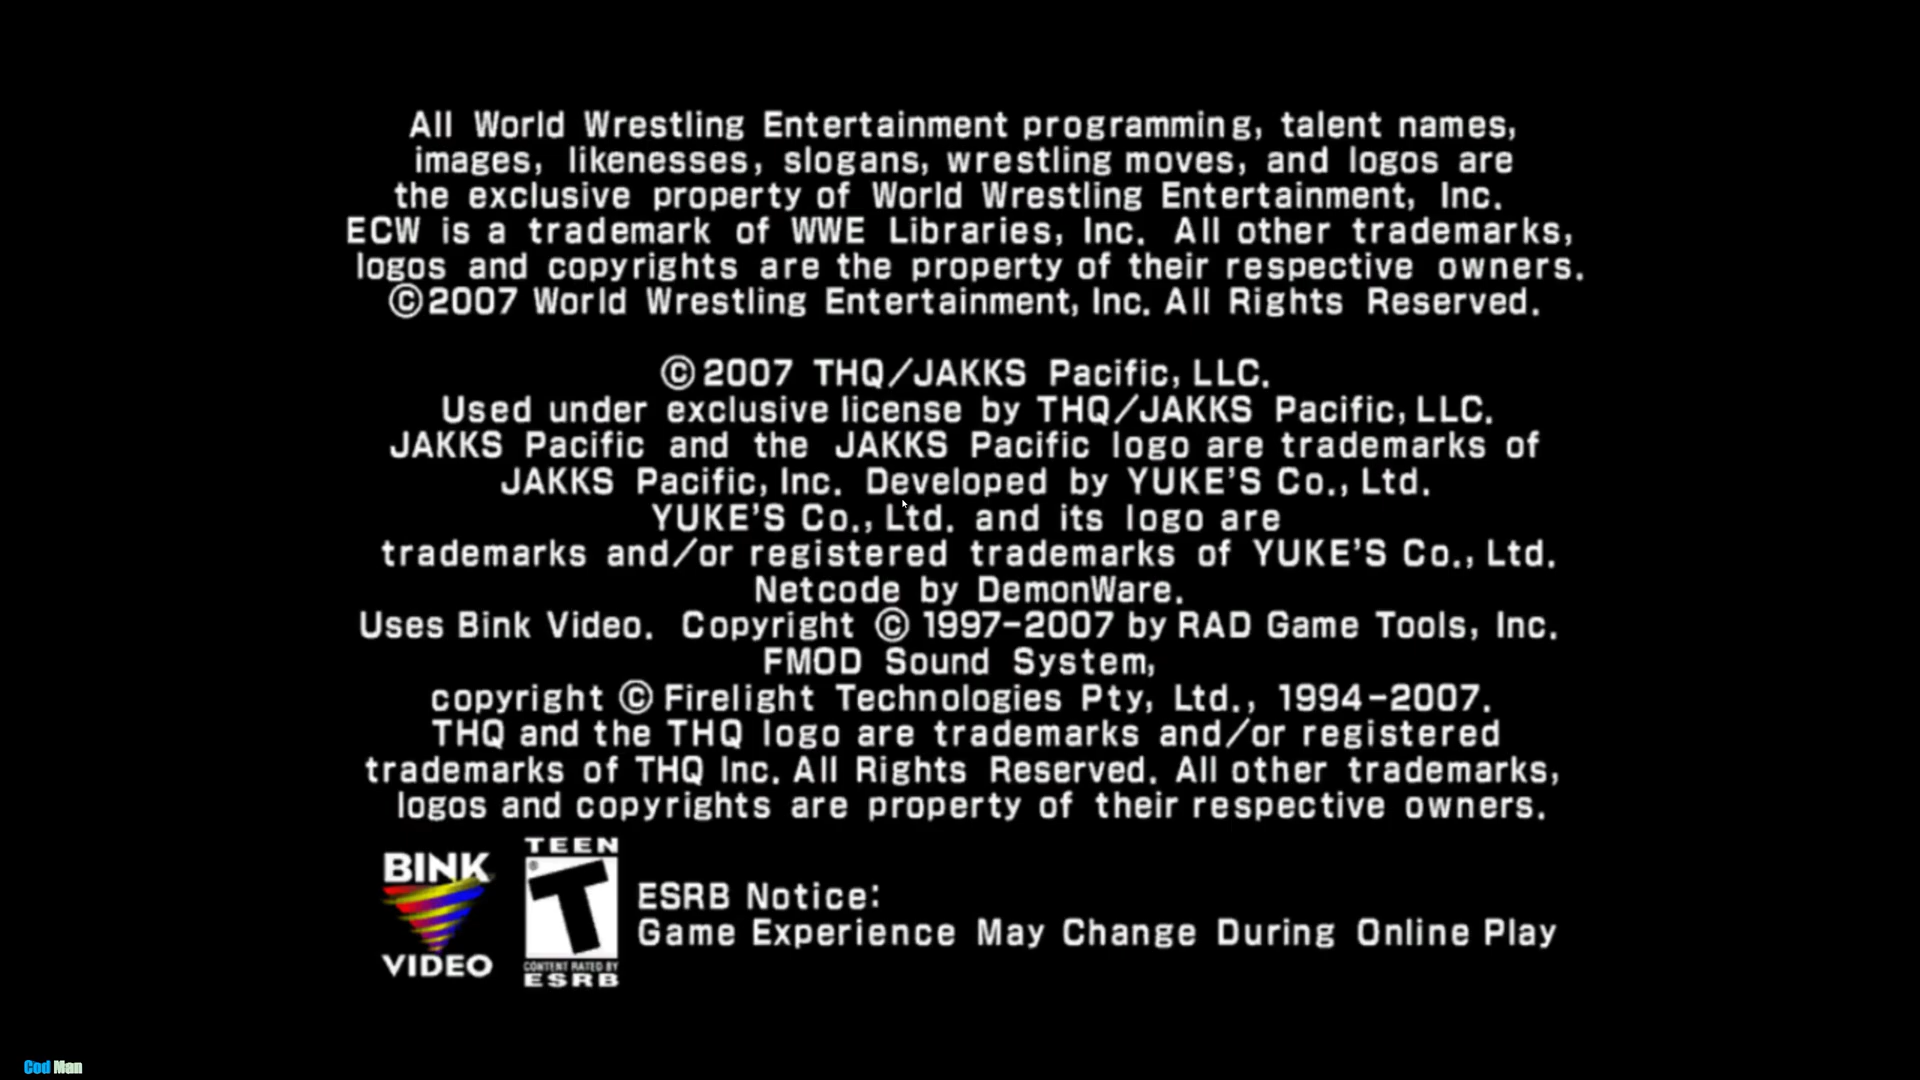 All World Wrestling Entertainment programming, talent names,
images, likenesses, slogans, wrestling moves, and logos are
the exclusive property of World Wrestling Entertainment, Inc.
ECW is a trademark of WWE Libraries, Inc. All other trademarks,
logos and copyrights are the property of their respective owners.
©2007 World Wrestling Entertainment, Inc. All Rights Reserved.
©2007 THQ/JAKKS Pacific, LLC.
Used under exclusive license by THQ/JAKKS Pacific, LLC.
JAKKS Pacific and the JAKKS Pacific logo are trademarks of
JAKKS Pacific, Inc. Developed by YUKE'S Co., Ltd.
YUKE'S Co., Ltd. and its logo are
trademarks and/or registered trademarks of YUKE'S Co., Ltd.
Netcode by DemonWare.
Uses Bink Video. Copyright © 1997-2007 by RAD Game Tools, Inc.
FMOD Sound System,
copyright © Firelight Technologies Pty, Ltd., 1994-2007.
THQ and the THQ logo are trademarks and/or registered
trademarks of THQ Inc. All Rights Reserved. All other trademarks,
logos and copyrights are property of their respective owners.
BINK
VIDEO
TEEN
T
®
CONTENT RATED BY
ESRB
ESRB Notice:
Game Experience May Change During Online Play
Cod Man